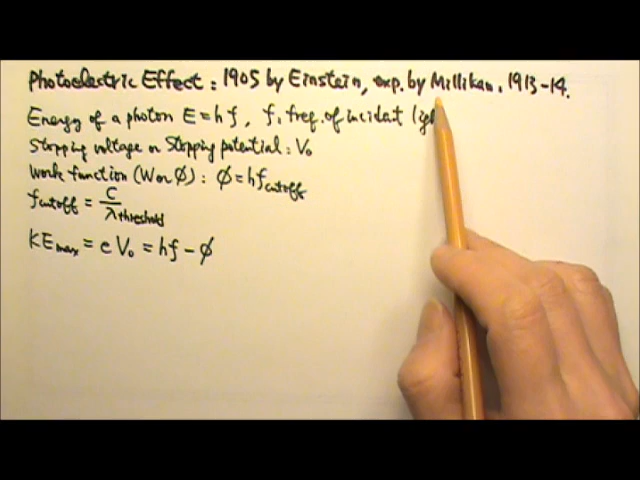 Photoelectric Effect: 1905 by Einstein, exp. by Millikan, 1913-14.
Energy of a photon E = hf, f: freq. of incidat
Stopping voltage or Stopping potential: V₀
Work function (W or ϕ): ϕ = hf_cutoff
f_cutoff = C/λ_threshold
KE_max = eV₀ = hf - ϕ